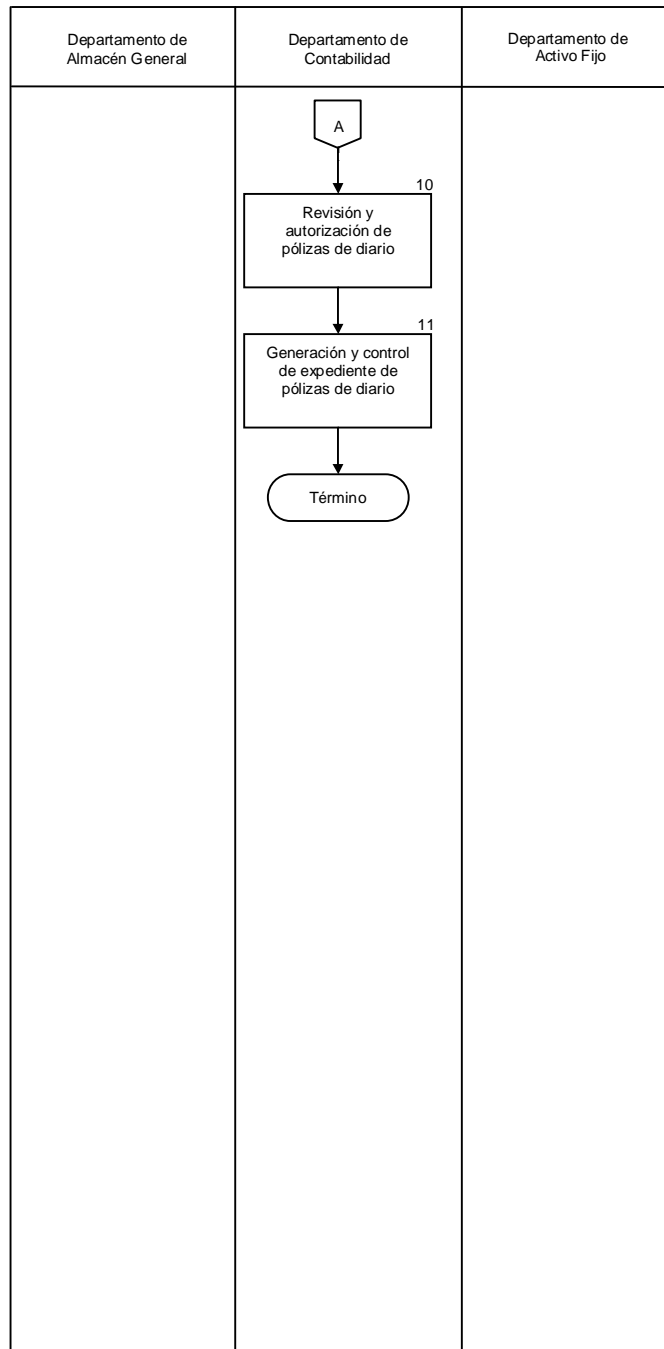 Departamento de
Almacén General
Departamento de
Contabilidad
Departamento de
Activo Fijo
A
10
Revisión y
autorización de
pólizas de diario
11
Generación y control
de expediente de
pólizas de diario
Término